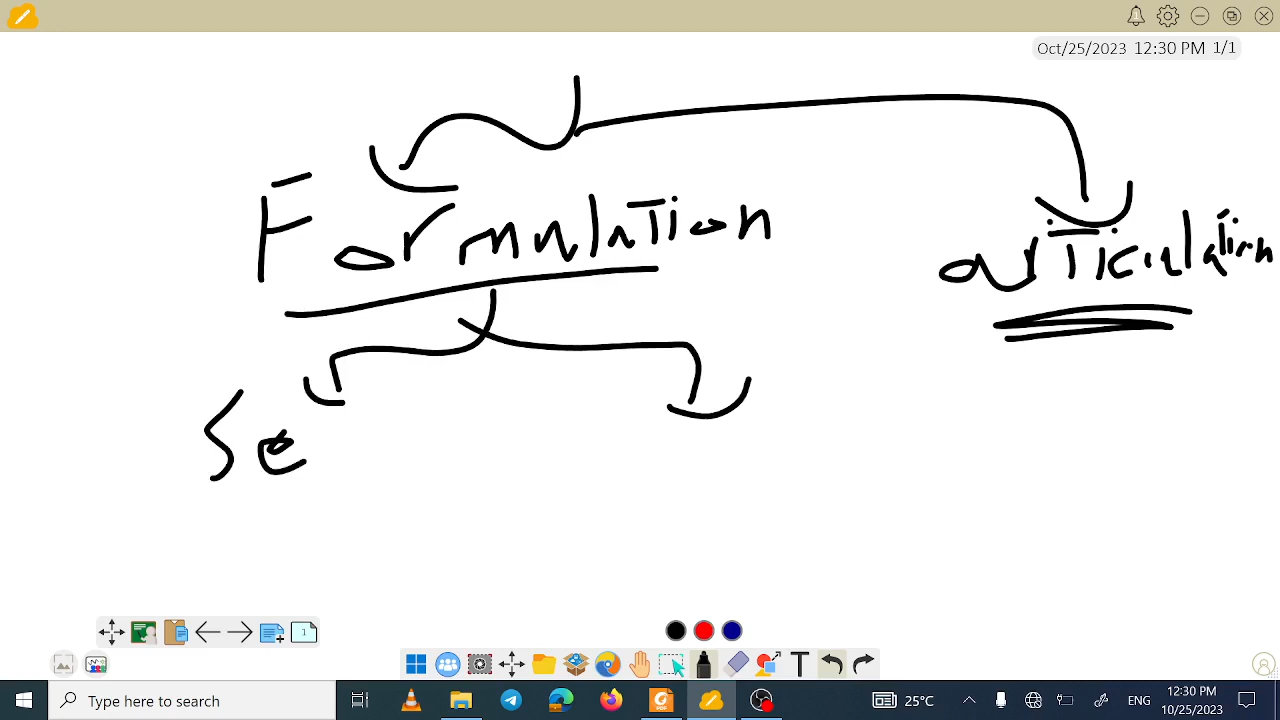 Oct/25/2023 12:30 PM 1/1
Formulation
articulation
Se
1
Type here to search
25°C
ENG
12:30 PM
10/25/2023